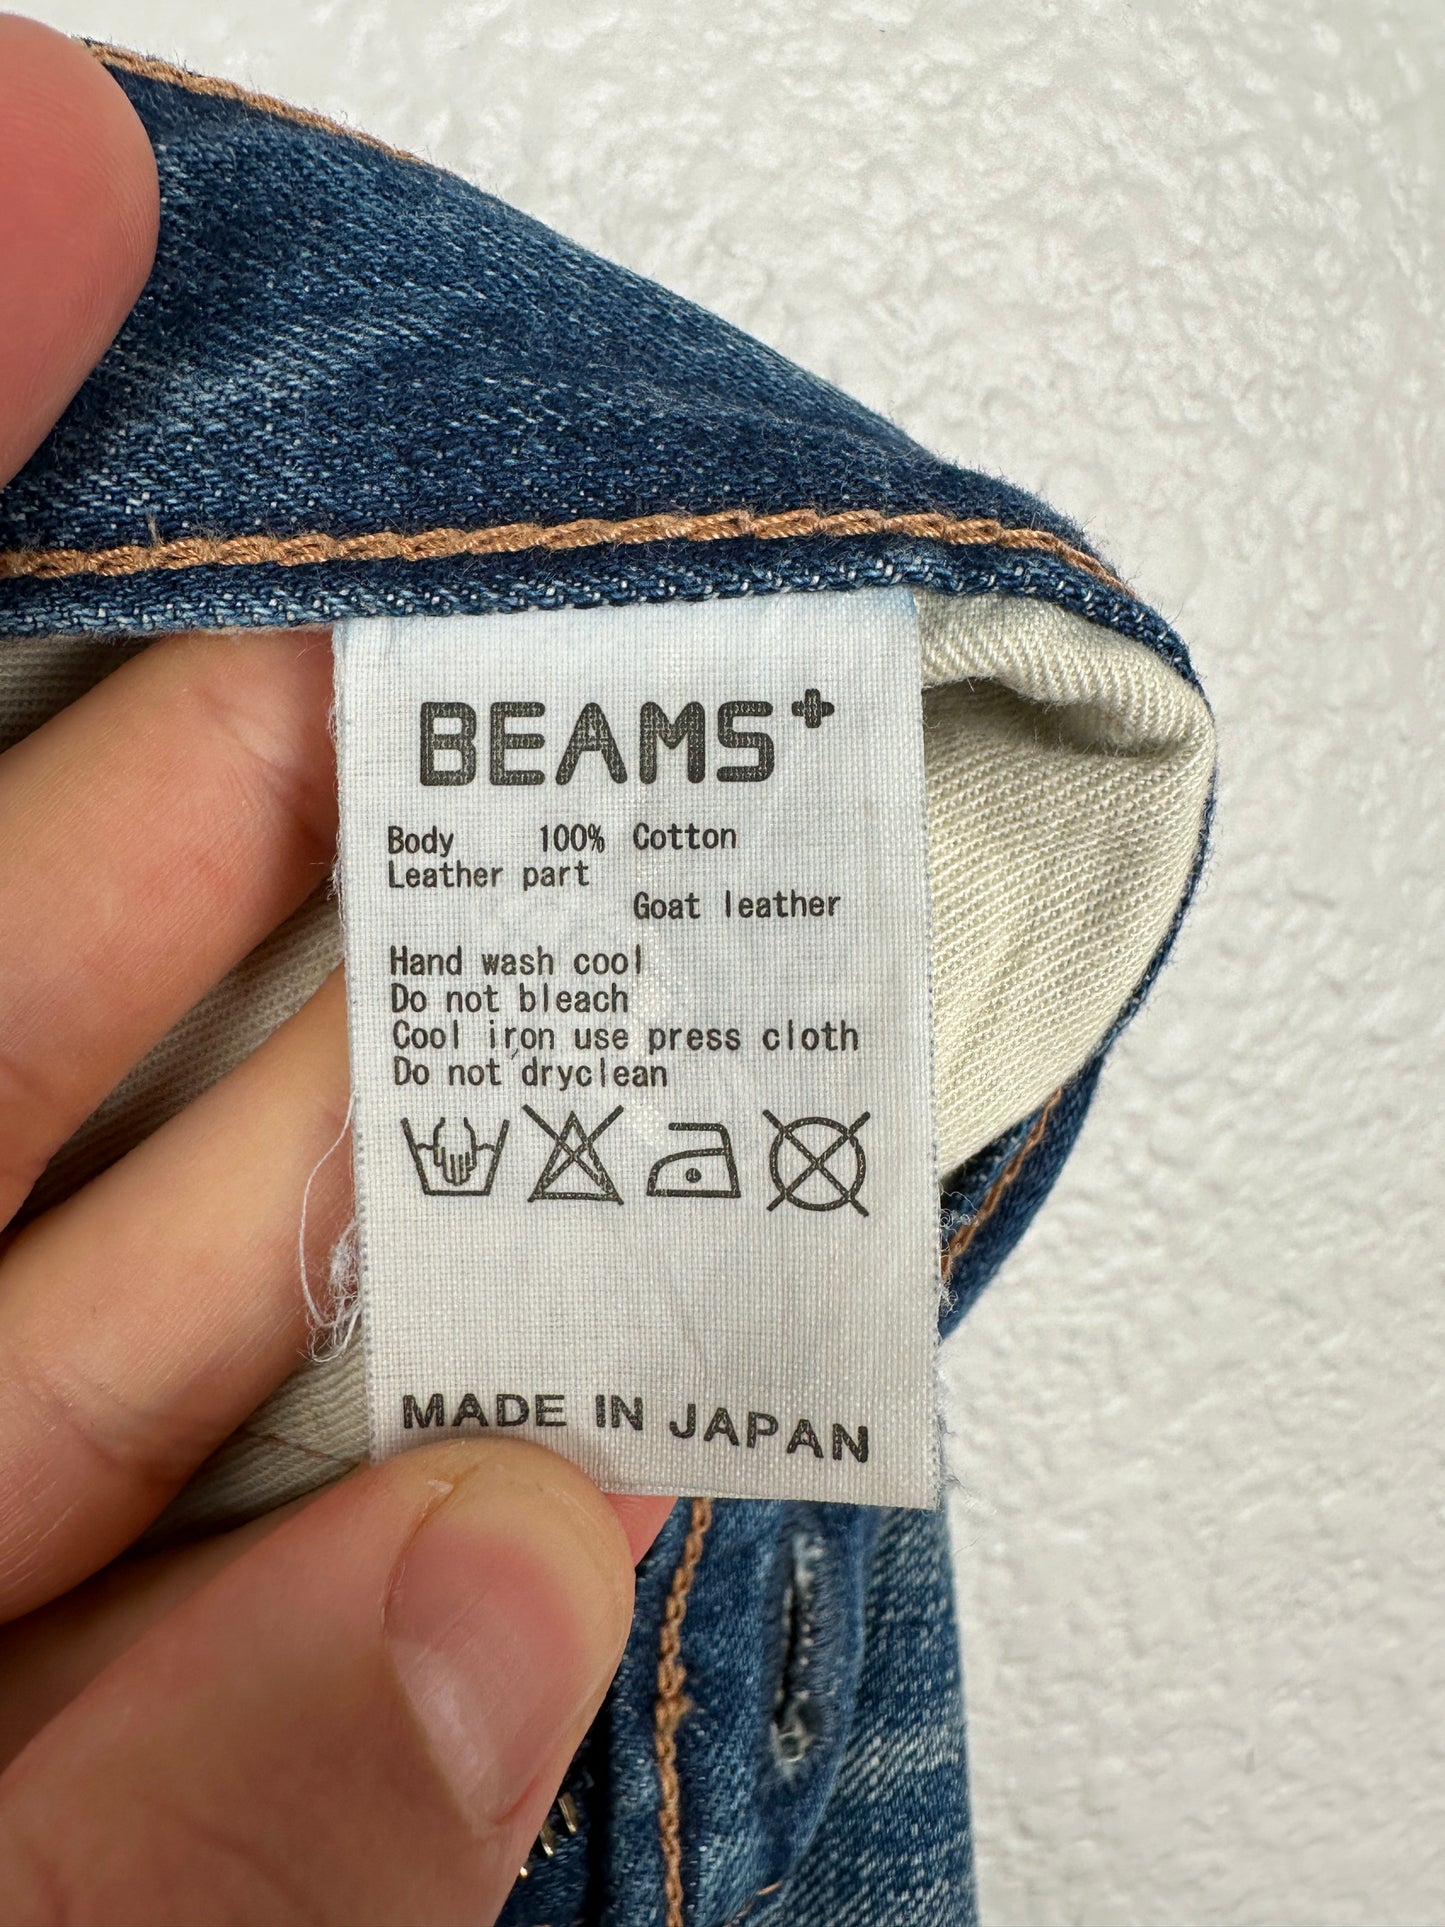 BEAMS+
Body 100% Cotton
Leather part
Goat leather
Hand wash cool
Do not bleach
Cool iron use press cloth
Do not dryclean
MADE IN JAPAN